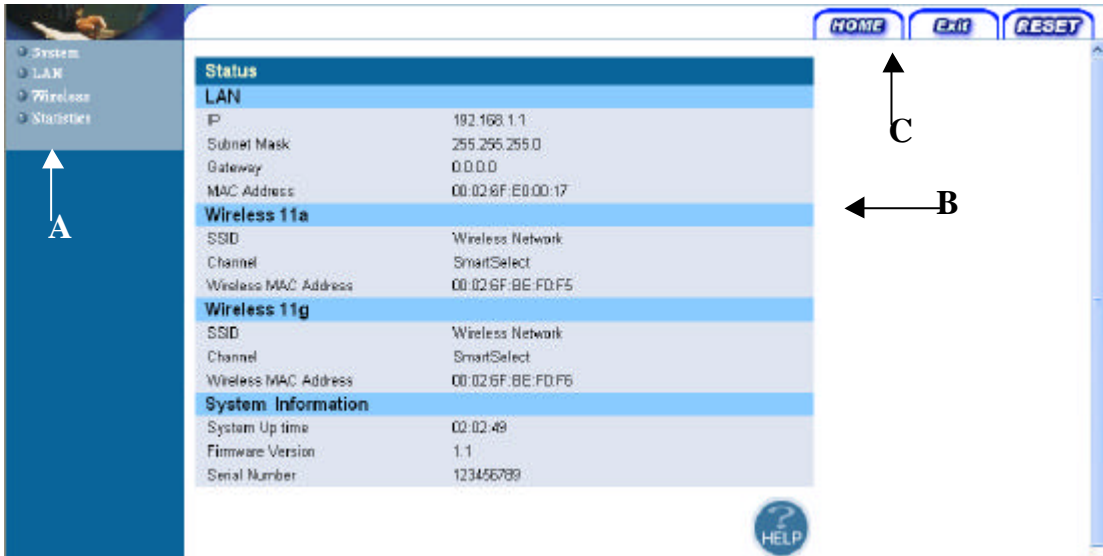 HOME Exit RESET
System
LAN
Wireless
Statistics
A
C
B
Status
LAN
IP 192.168.1.1
Subnet Mask 255.255.255.0
Gateway 0.0.0.0
MAC Address 00:02:6F:E0:00:17
Wireless 11a
SSID Wireless Network
Channel SmartSelect
Wireless MAC Address 00:02:6F:BE:FD:F5
Wireless 11g
SSID Wireless Network
Channel SmartSelect
Wireless MAC Address 00:02:6F:BE:FD:F6
System Information
System Up time 02:02:49
Firmware Version 1.1
Serial Number 123456789
?
HELP